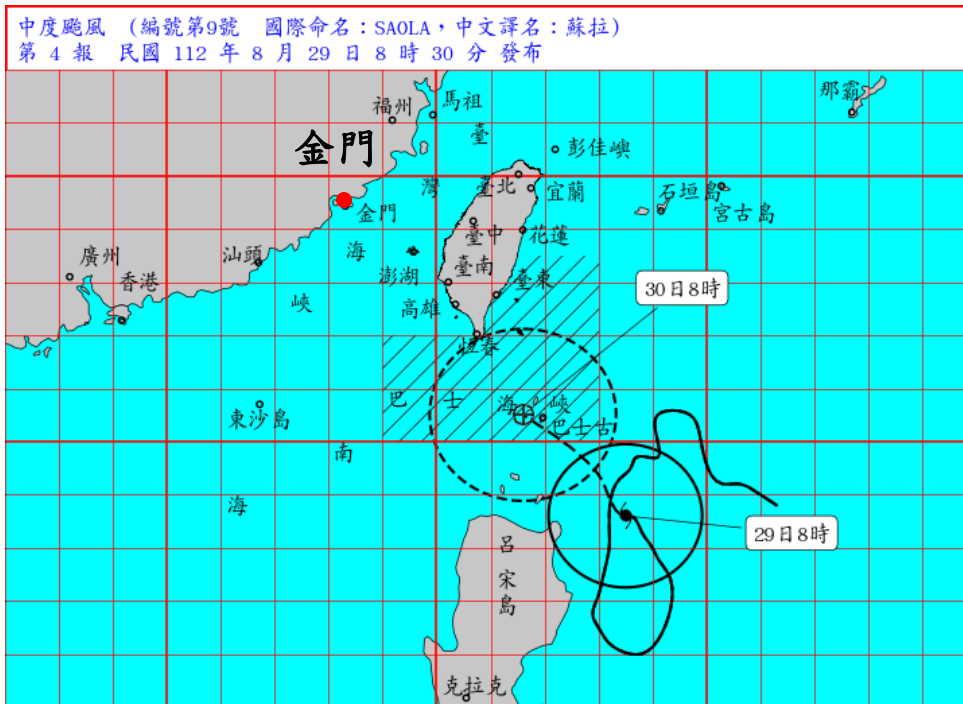 中度颱風 (編號第9號 國際命名：SAOLA，中文譯名：蘇拉)
第 4 報 民國 112 年 8 月 29 日 8 時 30 分 發布
那霸
福州
馬祖
臺
金門
彭佳嶼
臺北
宜蘭
灣
石垣島
宮古島
金門
臺中
花蓮
海
廣州
汕頭
澎湖
臺南
臺東
香港
30日8時
峽
高雄
恆春
巴
士
海
峽
東沙島
巴士古
南
海
29日8時
呂
宋
島
克拉克